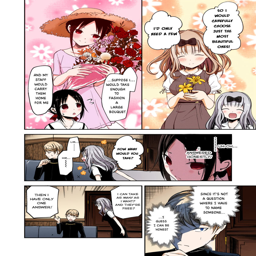 SO I
WOULD
CAREFULLY
CHOOSE
JUST THE
MOST
BEAUTIFUL
ONES!
I'D ONLY
NEED A FEW
SUPPOSE I
WOULD
TAKE
ENOUGH
TO
FASHION
A
LARGE
BOUQUET
AND MY
STAFF
WOULD
CARRY
THEM
HOME FOR
ME
HOW MANY
WOULD
YOU
TAKE?
SINCE IT'S
NOT A
QUESTION
WHERE I
HAVE TO
NAME
SOMEONE...
...I
GUESS
I CAN
BE HONEST
I CAN TAKE
AS MANY AS
I WANT?
AND THEY'RE
FREE?
THEN I
HAVE ONLY
ONE
ANSWER!